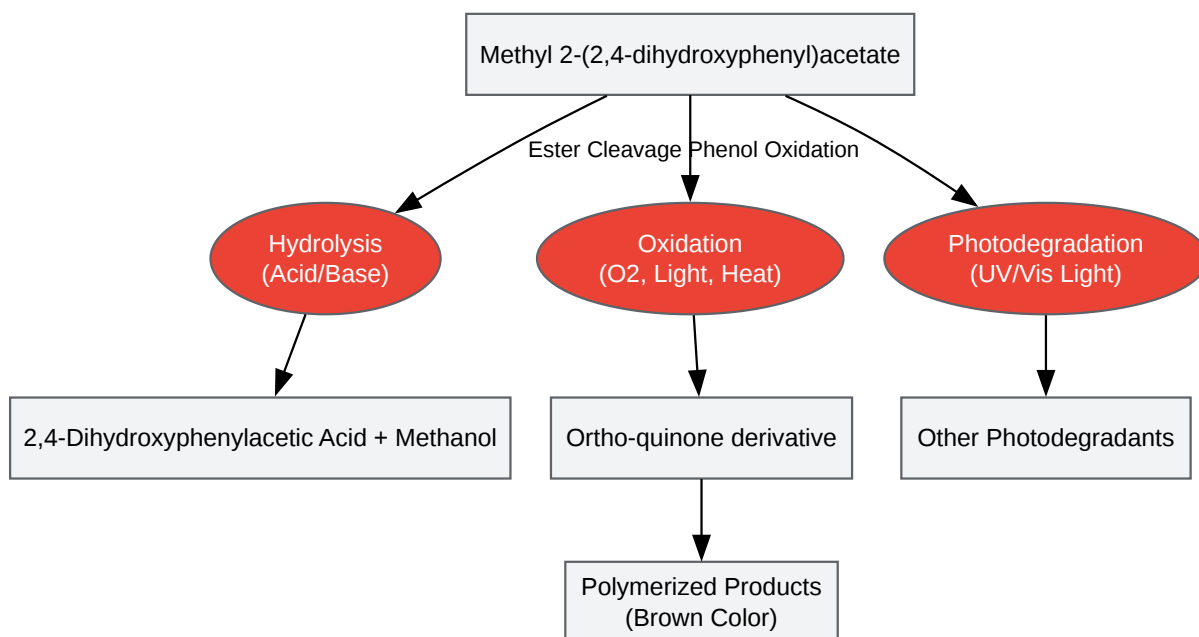 Methyl 2-(2,4-dihydroxyphenyl)acetate
Ester Cleavage
Phenol Oxidation
Hydrolysis
(Acid/Base)
Oxidation
(O2, Light, Heat)
Photodegradation
(UV/Vis Light)
2,4-Dihydroxyphenylacetic Acid + Methanol
Ortho-quinone derivative
Other Photodegradants
Polymerized Products
(Brown Color)